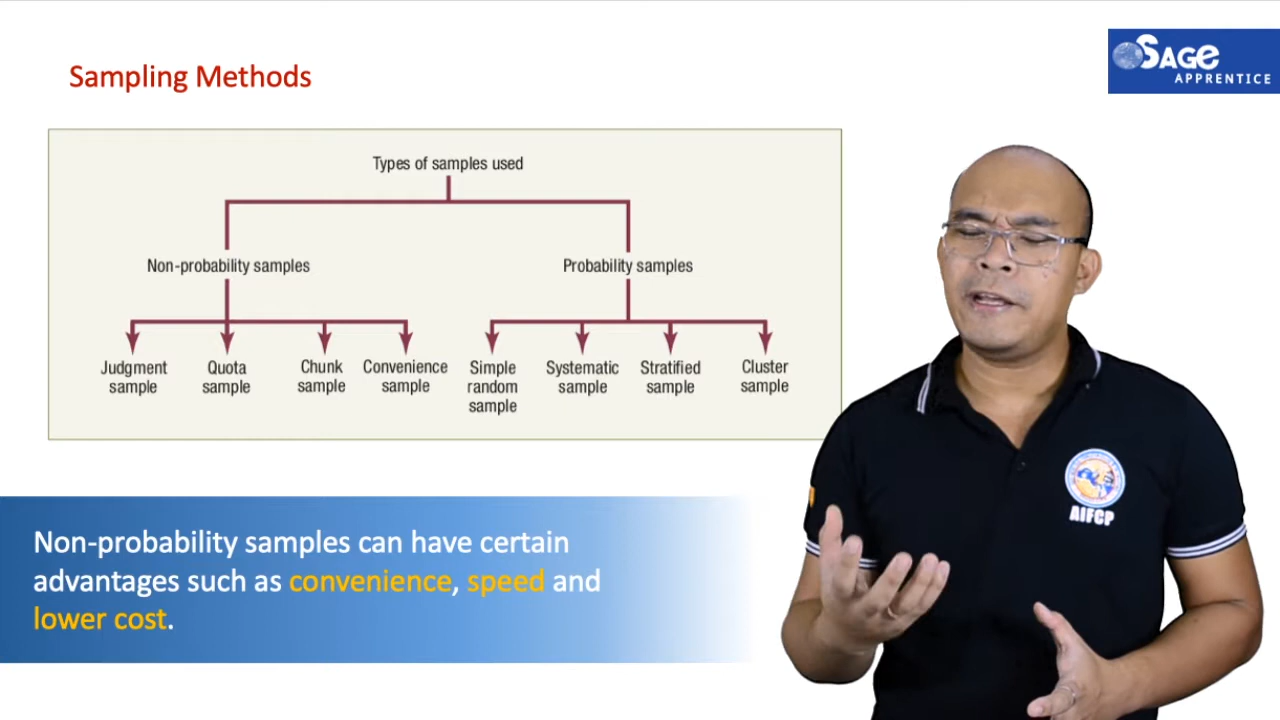 Sampling Methods
SAGE
APPRENTICE
Types of samples used
Non-probability samples
Probability samples
Judgment
sample
Quota
sample
Chunk
sample
Convenience
sample
Simple
random
sample
Systematic
sample
Stratified
sample
Cluster
sample
AIFCP
Non-probability samples can have certain
advantages such as convenience, speed and
lower cost.